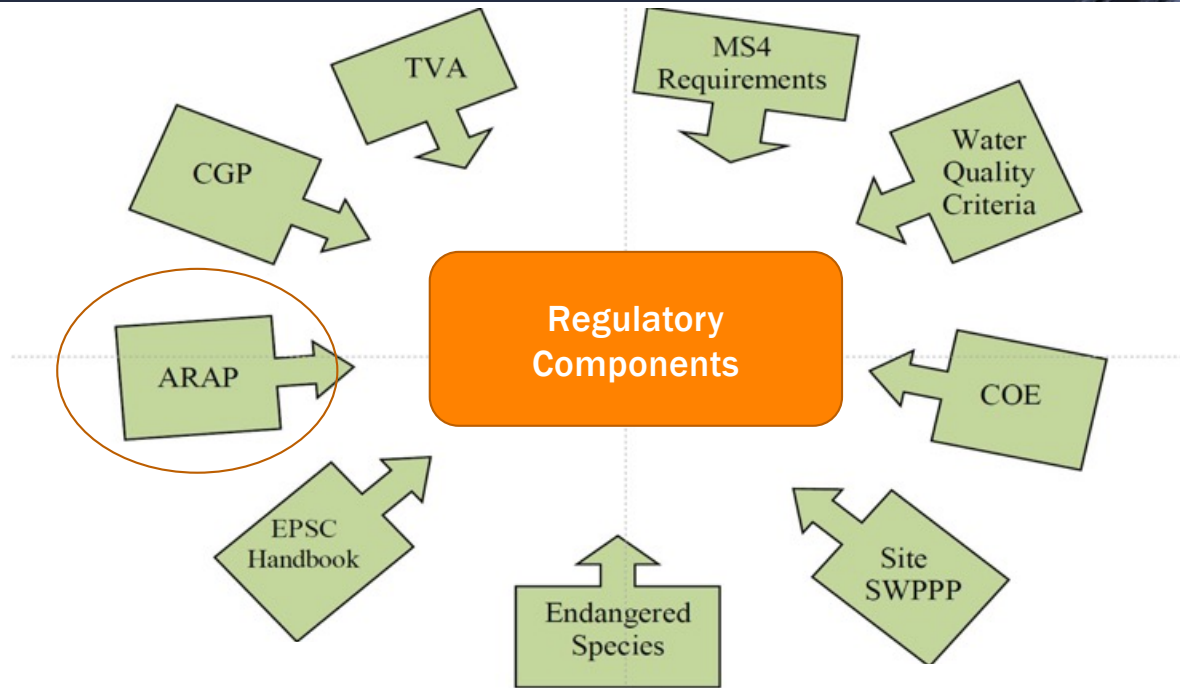 TVA
MS4
Requirements
CGP
Water
Quality
Criteria
Regulatory
Components
ARAP
COE
EPSC
Handbook
Site
SWPPP
Endangered
Species